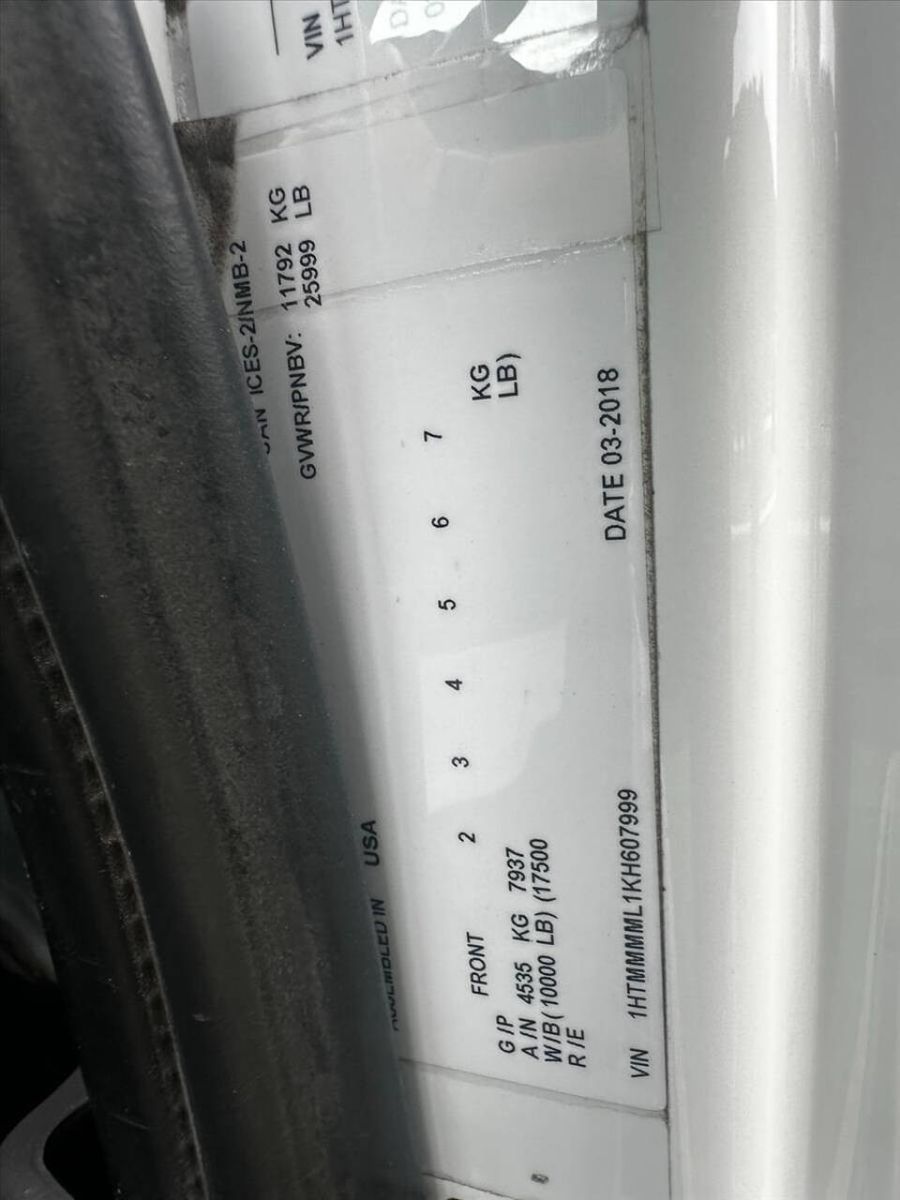 VIN
CAN ICES-2/NMB-2
GVWR/PNBV: 11792 KG
25999 LB
ASSEMBLED IN USA
2 3 4 5 6 7
FRONT
G/P KG
A/N 4535 KG 7937 LB)
W/B (10000 LB) (17500
R/E
DATE 03-2018
VIN 1HTMMMML1KH607999